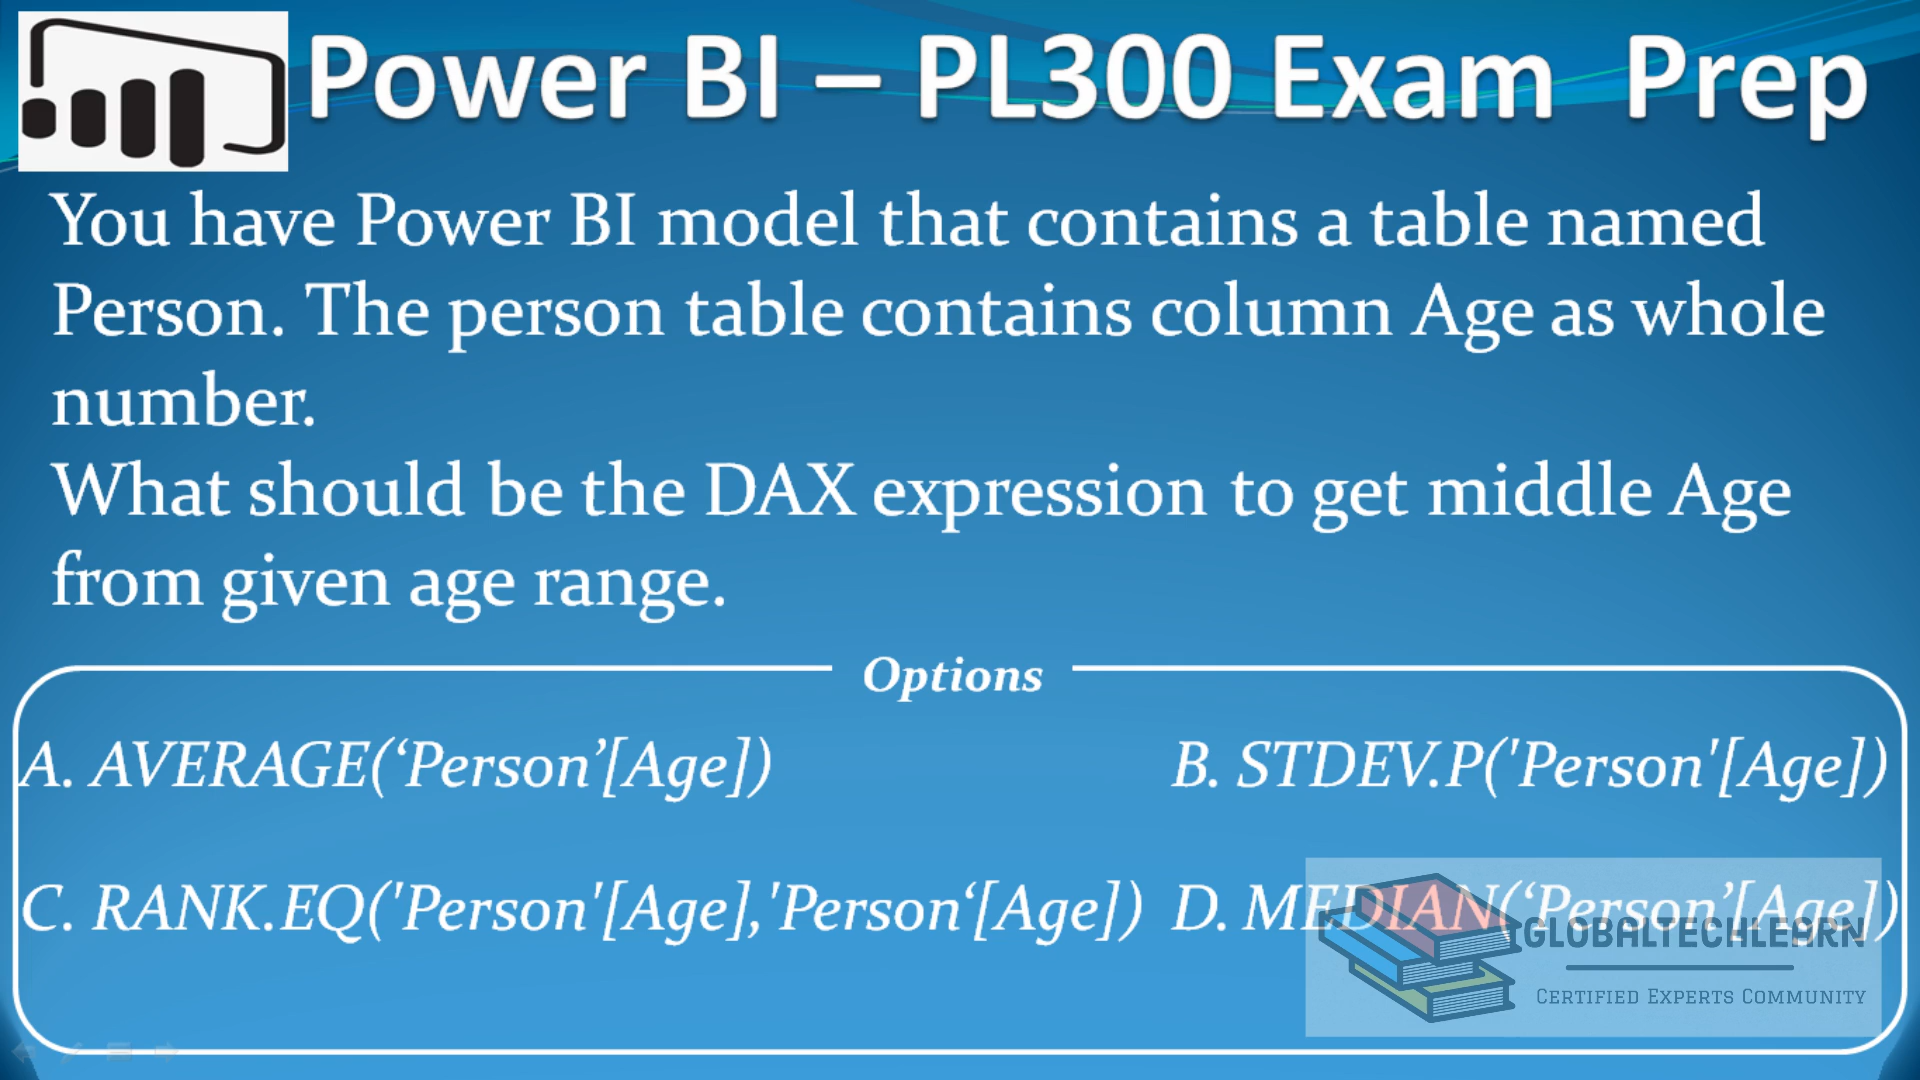 Power BI – PL300 Exam Prep
You have Power BI model that contains a table named
Person. The person table contains column Age as whole
number.
What should be the DAX expression to get middle Age
from given age range.
Options
A. AVERAGE(‘Person’[Age])
B. STDEV.P('Person'[Age])
C. RANK.EQ('Person'[Age],'Person‘[Age])
D. MEDIAN(‘Person’[Age])
GLOBALTECHLEARN
CERTIFIED EXPERTS COMMUNITY